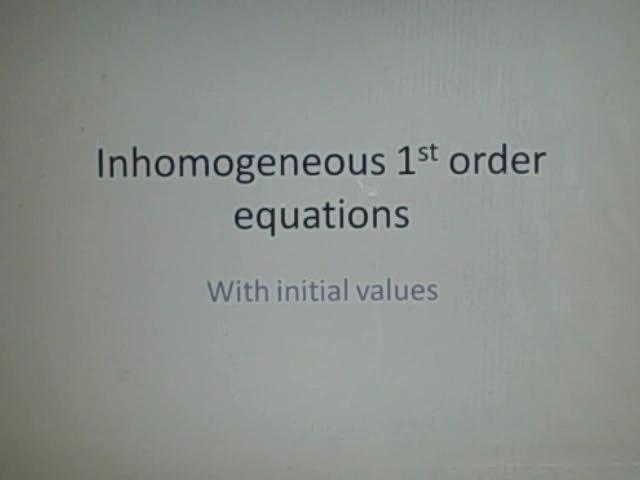 Inhomogeneous 1st order
equations
With initial values